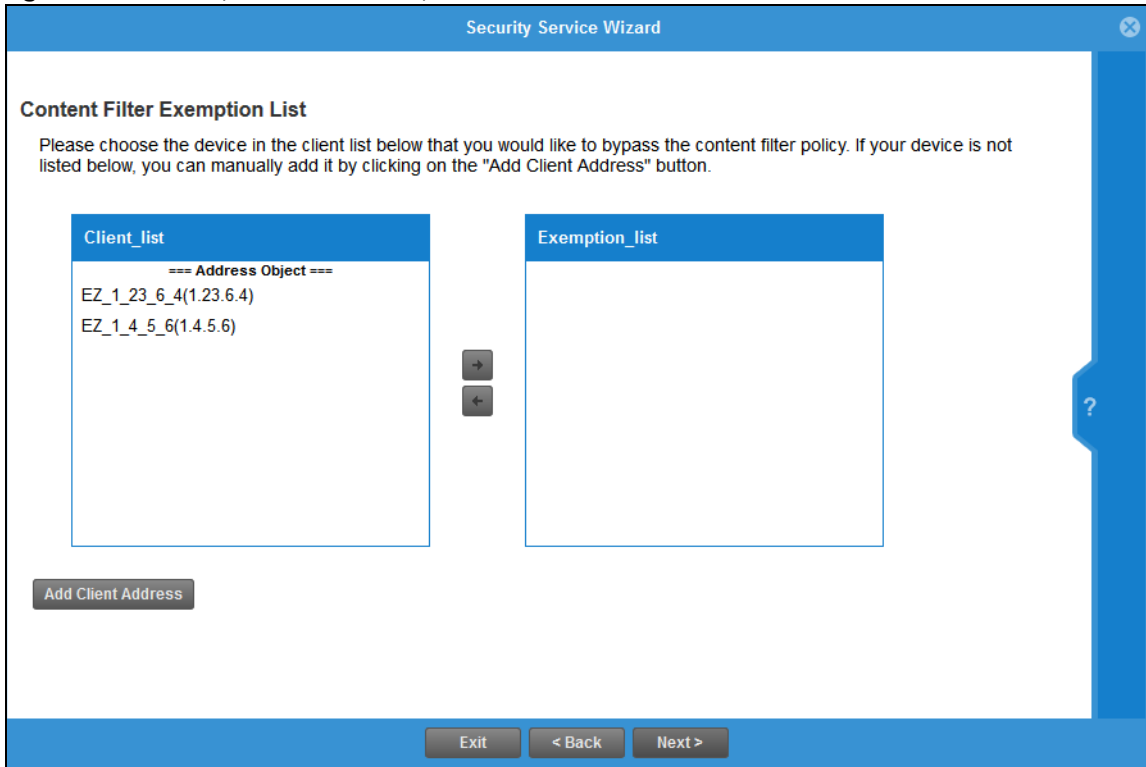 Security Service Wizard
Content Filter Exemption List
Please choose the device in the client list below that you would like to bypass the content filter policy. If your device is not
listed below, you can manually add it by clicking on the "Add Client Address" button.
Client_list
=== Address Object ===
EZ_1_23_6_4(1.23.6.4)
EZ_1_4_5_6(1.4.5.6)
Exemption_list
?
Add Client Address
Exit
< Back
Next >